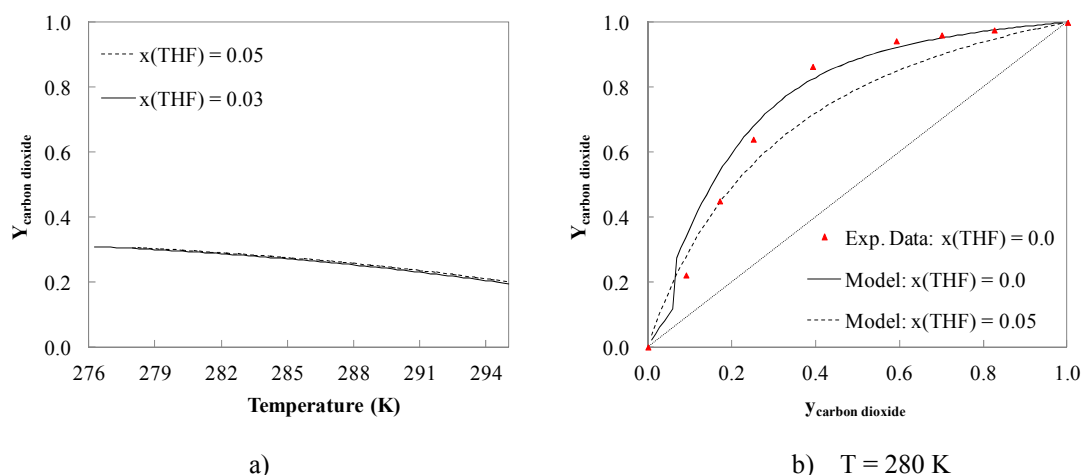 1.0
0.8
0.6
0.4
0.2
0.0
Y carbon dioxide
x(THF) = 0.05
x(THF) = 0.03
276 279 282 285 288 291 294
Temperature (K)
a)
1.0
0.8
0.6
0.4
0.2
0.0
Y carbon dioxide
Exp. Data: x(THF) = 0.0
Model: x(THF) = 0.0
Model: x(THF) = 0.05
0.0 0.2 0.4 0.6 0.8 1.0
y carbon dioxide
b) T = 280 K